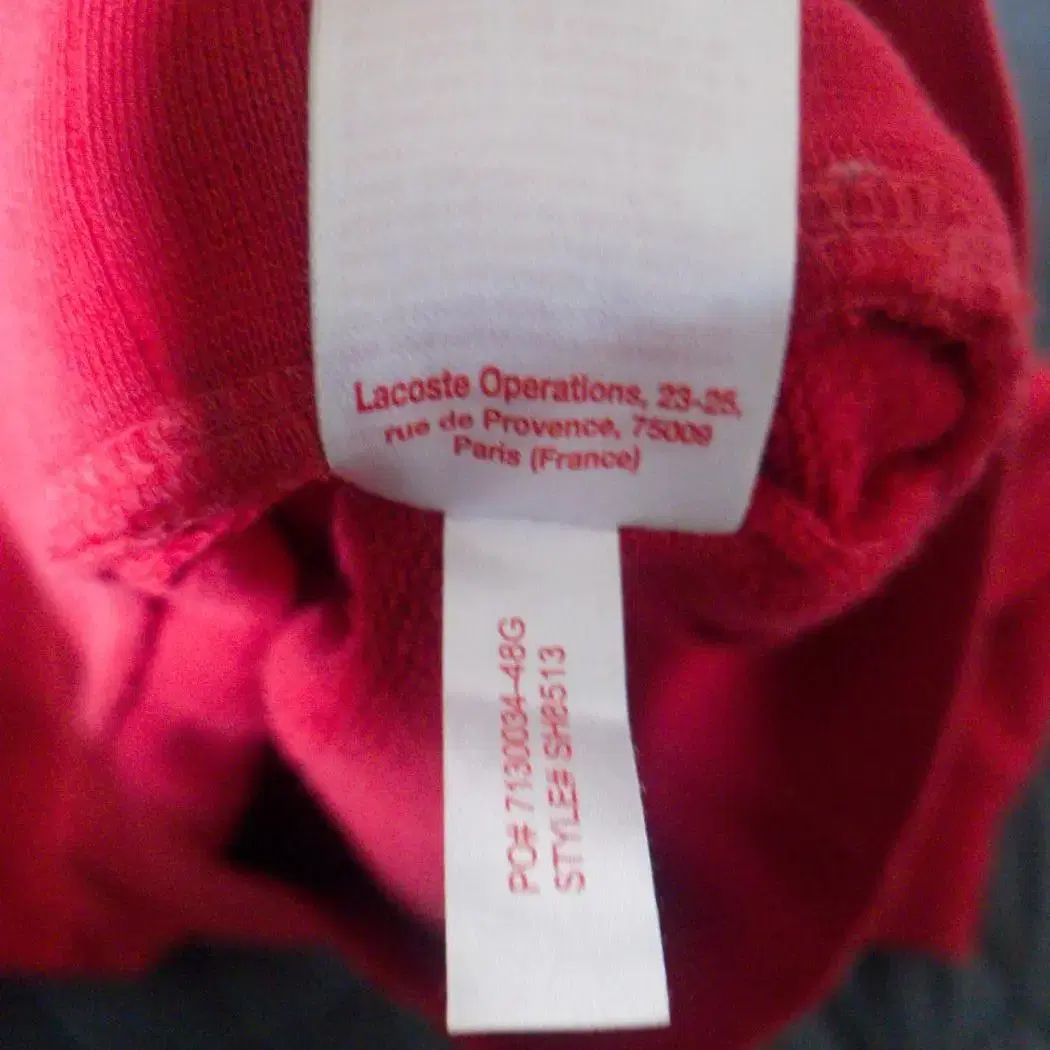 Lacoste Operations, 23-25,
rue de Provence, 75009
Paris (France)
PO# 7130034-48G
STYLE# SH8513